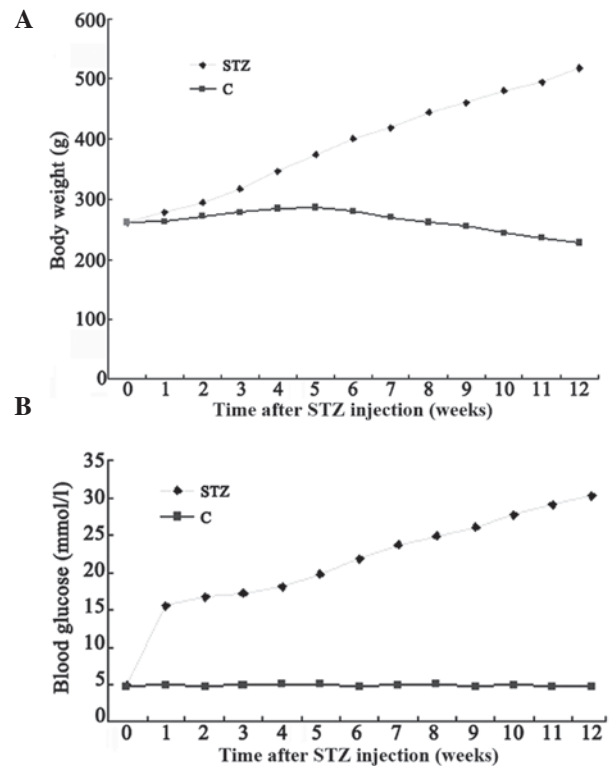 A
600
500
400
300
200
100
0
Body weight (g)
STZ
C
0 1 2 3 4 5 6 7 8 9 10 11 12
Time after STZ injection (weeks)
B
35
30
25
20
15
10
5
0
Blood glucose (mmol/l)
STZ
C
0 1 2 3 4 5 6 7 8 9 10 11 12
Time after STZ injection (weeks)